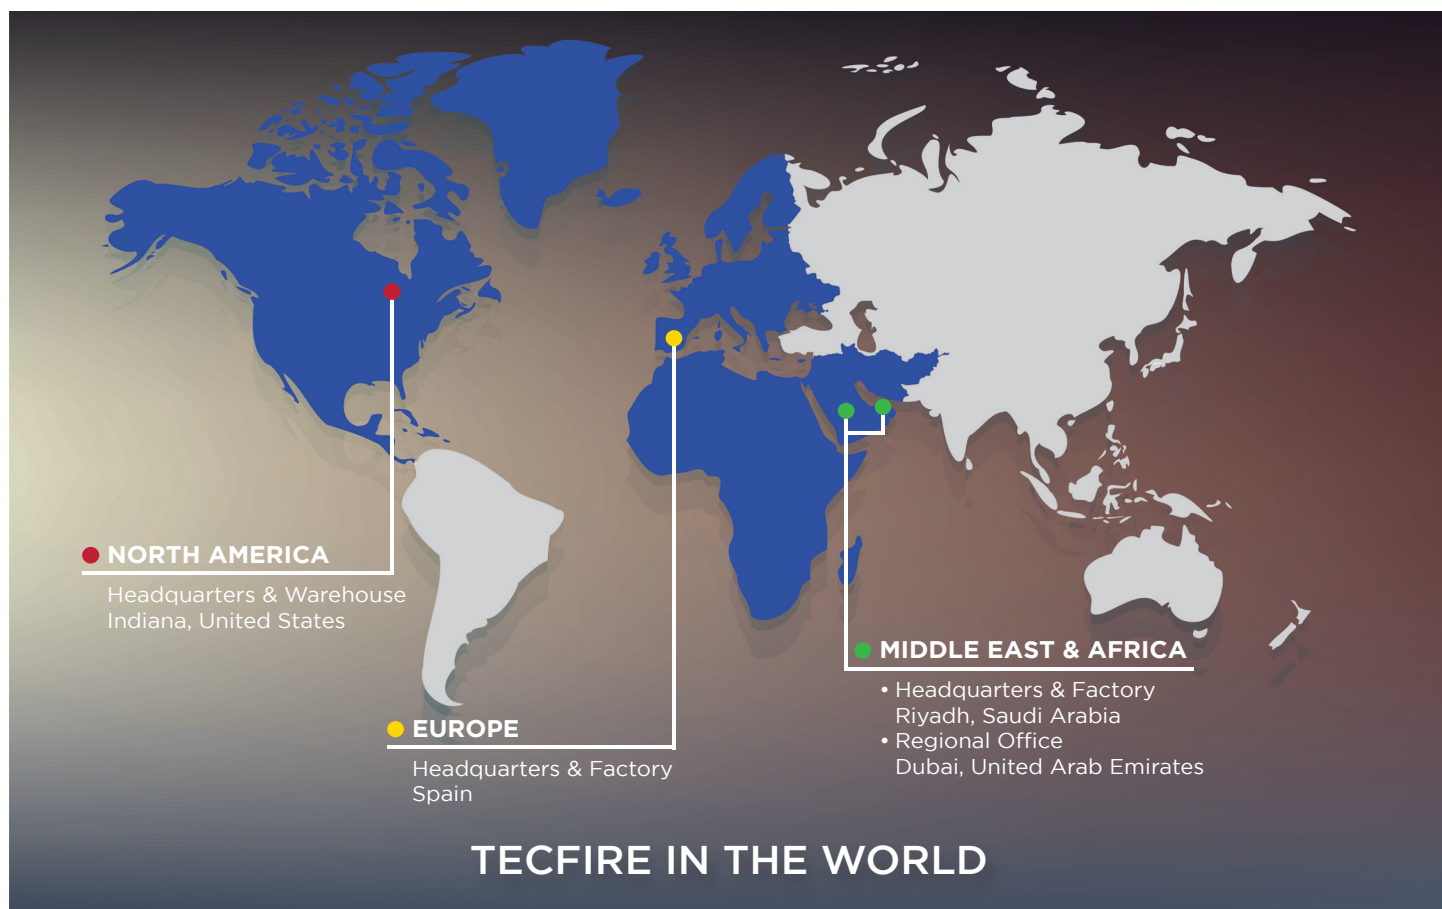 NORTH AMERICA
Headquarters & Warehouse
Indiana, United States
EUROPE
Headquarters & Factory
Spain
MIDDLE EAST & AFRICA
• Headquarters & Factory
Riyadh, Saudi Arabia
• Regional Office
Dubai, United Arab Emirates
TECFIRE IN THE WORLD